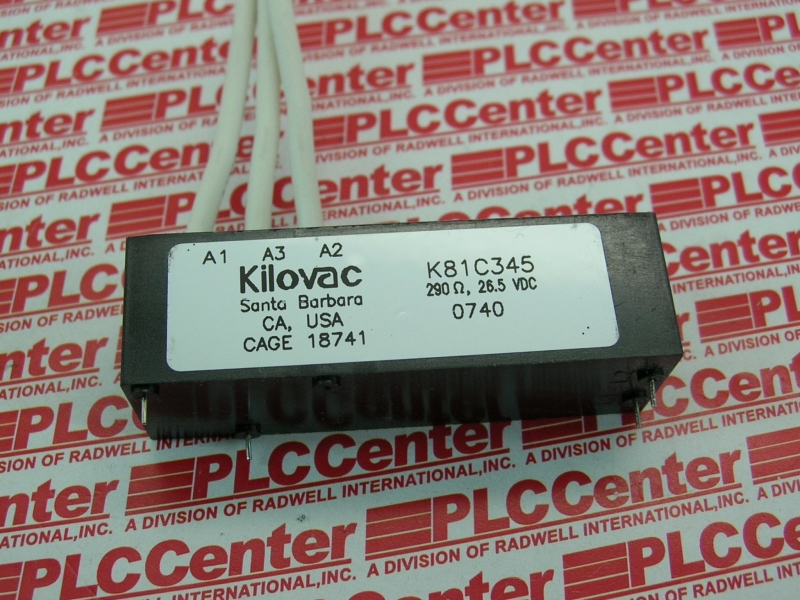 A1 A3 A2
Kilovac
Santa Barbara
CA, USA
CAGE 18741
K81C345
290 Ω, 26.5 VDC
0740
PLCCenter
A DIVISION OF RADWELL INTERNATIONAL, INC.